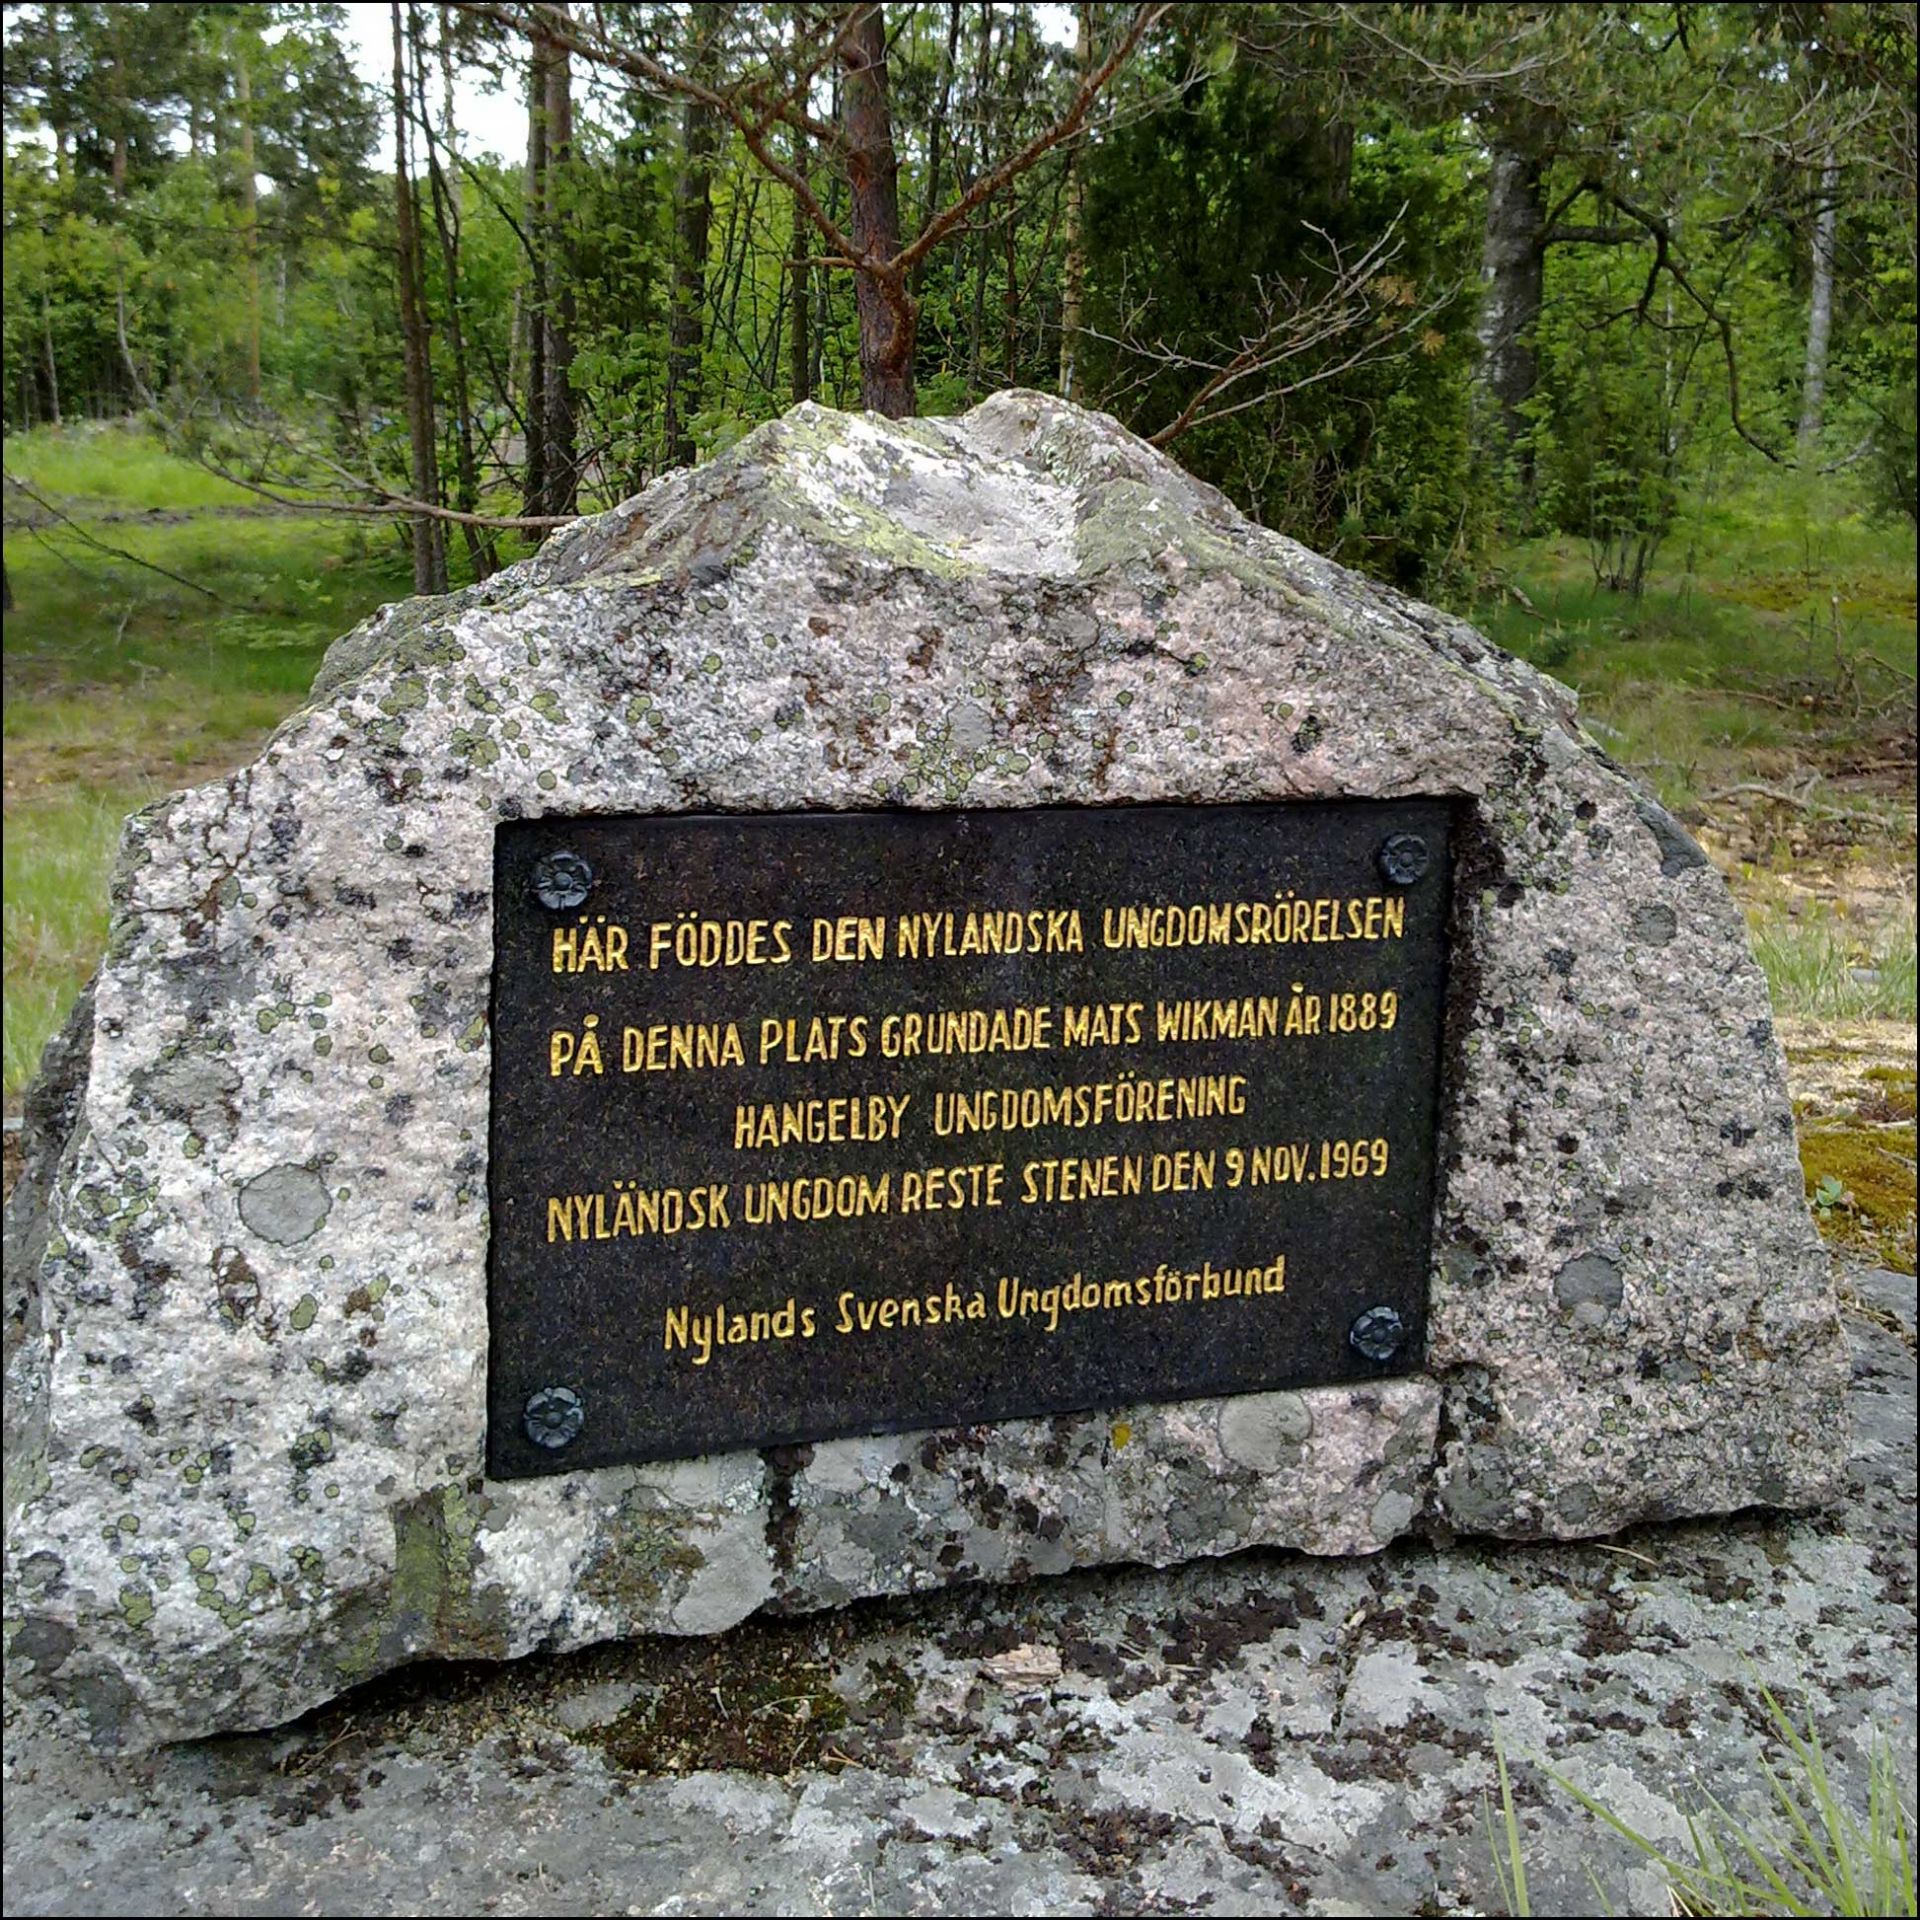 HÄR FÖDDES DEN NYLANDSKA UNGDOMSRÖRELSEN
PÅ DENNA PLATS GRUNDADE MATS WIKMAN ÅR 1889
HANGELBY UNGDOMSFÖRENING
NYLÄNDSK UNGDOM RESTE STENEN DEN 9 NOV. 1969
Nylands Svenska Ungdomsförbund